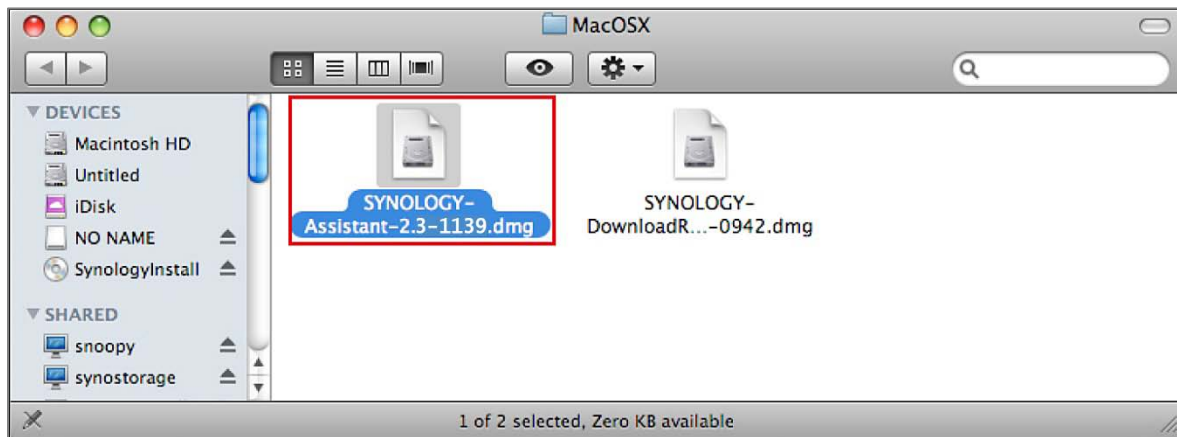 MacOSX
DEVICES
Macintosh HD
Untitled
iDisk
NO NAME
SynologyInstall
SHARED
snoopy
synostorage
SYNOLOGY-
Assistant-2.3-1139.dmg
SYNOLOGY-
DownloadR...-0942.dmg
1 of 2 selected, Zero KB available